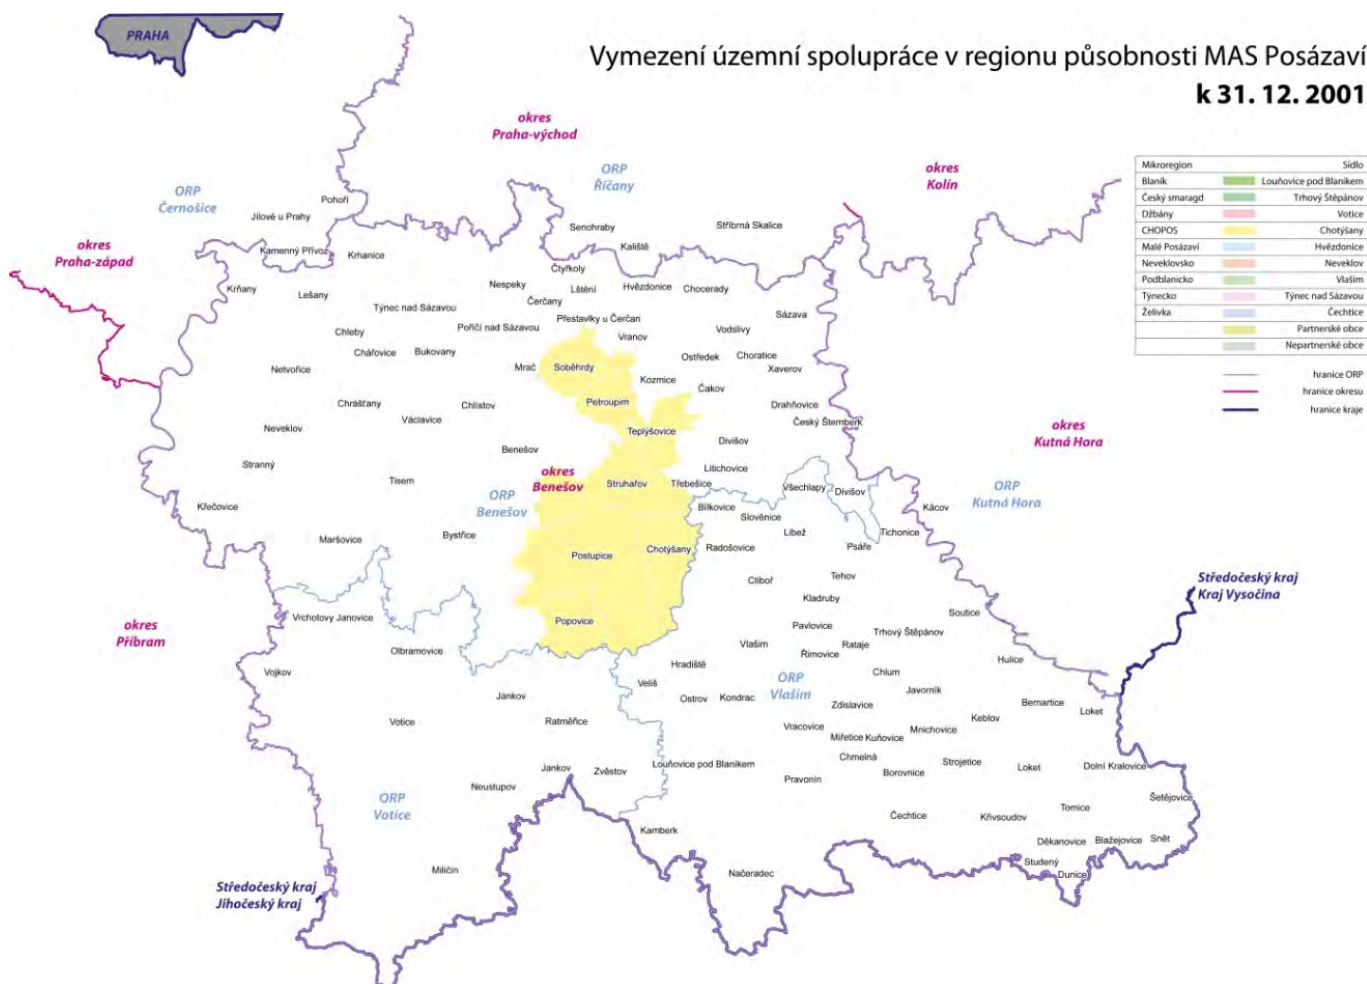 PRAHA
Vymezení územní spolupráce v regionu působnosti MAS Posázaví
k 31. 12. 2001
okres
Praha-východ
ORP
Říčany
okres
Kolín
ORP
Černošice
okres
Praha-západ
Mikroregion Sídlo
Blaník Louňovice pod Blaníkem
Český smaragd Trhový Štěpánov
Džbány Votice
CHOPOS Chotýšany
Malé Posázaví Hvězdonice
Neveklovsko Neveklov
Podblanicko Vlašim
Týnecko Týnec nad Sázavou
Želivka Čechtice
Partnerské obce
Nepartnerské obce
hranice ORP
hranice okresu
hranice kraje
Pohoří
Jílové u Prahy
Kamenný Přívoz
Krhanice
Senohraby
Kaliště
Stříbrná Skalice
Čtyřkoly
Krňany
Lešany
Nespeky
Lštění
Hvězdonice
Chocerady
Týnec nad Sázavou
Čerčany
Přestavlky u Čerčan
Sázava
Chleby
Poříčí nad Sázavou
Vranov
Vodslivy
Chářovice
Bukovany
Ostředek
Choratice
Netvořice
Mrač
Soběhrdy
Kozmice
Čakov
Xaverov
Chrášťany
Chlístov
Petroupim
Drahňovice
Neveklov
Václavice
Teplýšovice
Český Šternberk
Benešov
Divišov
Stranný
Tisem
okres
Benešov
Struhařov
Litichovice
Třebešice
Všechlapy
Divišov
okres
Kutná Hora
ORP
Kutná Hora
Křečovice
ORP
Benešov
Bílkovice
Slověnice
Kácov
Maršovice
Bystřice
Postupice
Chotýšany
Radošovice
Libež
Psáře
Tichonice
Ctiboř
Tehov
Kladruby
Středočeský kraj
Kraj Vysočina
okres
Příbram
Vrcholovy Janovice
Popovice
Pavlovice
Soutice
Olbramovice
Vlašim
Římovice
Rataje
Trhový Štěpánov
Vojkov
Hradiště
Hulice
Veliš
ORP
Vlašim
Chlum
Jankov
Ostrov
Kondrac
Zdislavice
Javorník
Bernartice
Loket
Votice
Ratměřice
Vracovice
Miřetice
Kuňovice
Mnichovice
Keblov
Jankov
Zvěstov
Louňovice pod Blaníkem
Chmelná
Strojetice
Loket
Dolní Kralovice
Neustupov
Pravonín
Borovnice
ORP
Votice
Šetějovice
Čechtice
Křivsoudov
Tomice
Kamberk
Děkanovice
Blažejovice
Snět
Miličín
Načeradec
Studený
Dunice
Středočeský kraj
Jihočeský kraj